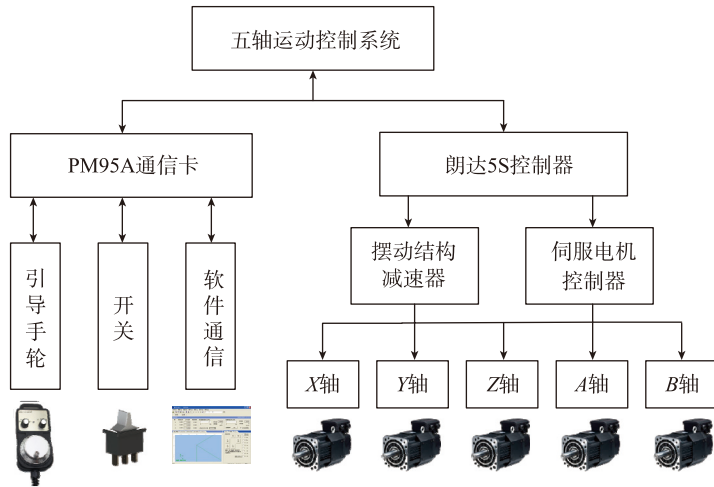 五轴运动控制系统
PM95A通信卡
朗达5S控制器
引导手轮
开关
软件通信
摆动结构
减速器
伺服电机
控制器
X轴
Y轴
Z轴
A轴
B轴